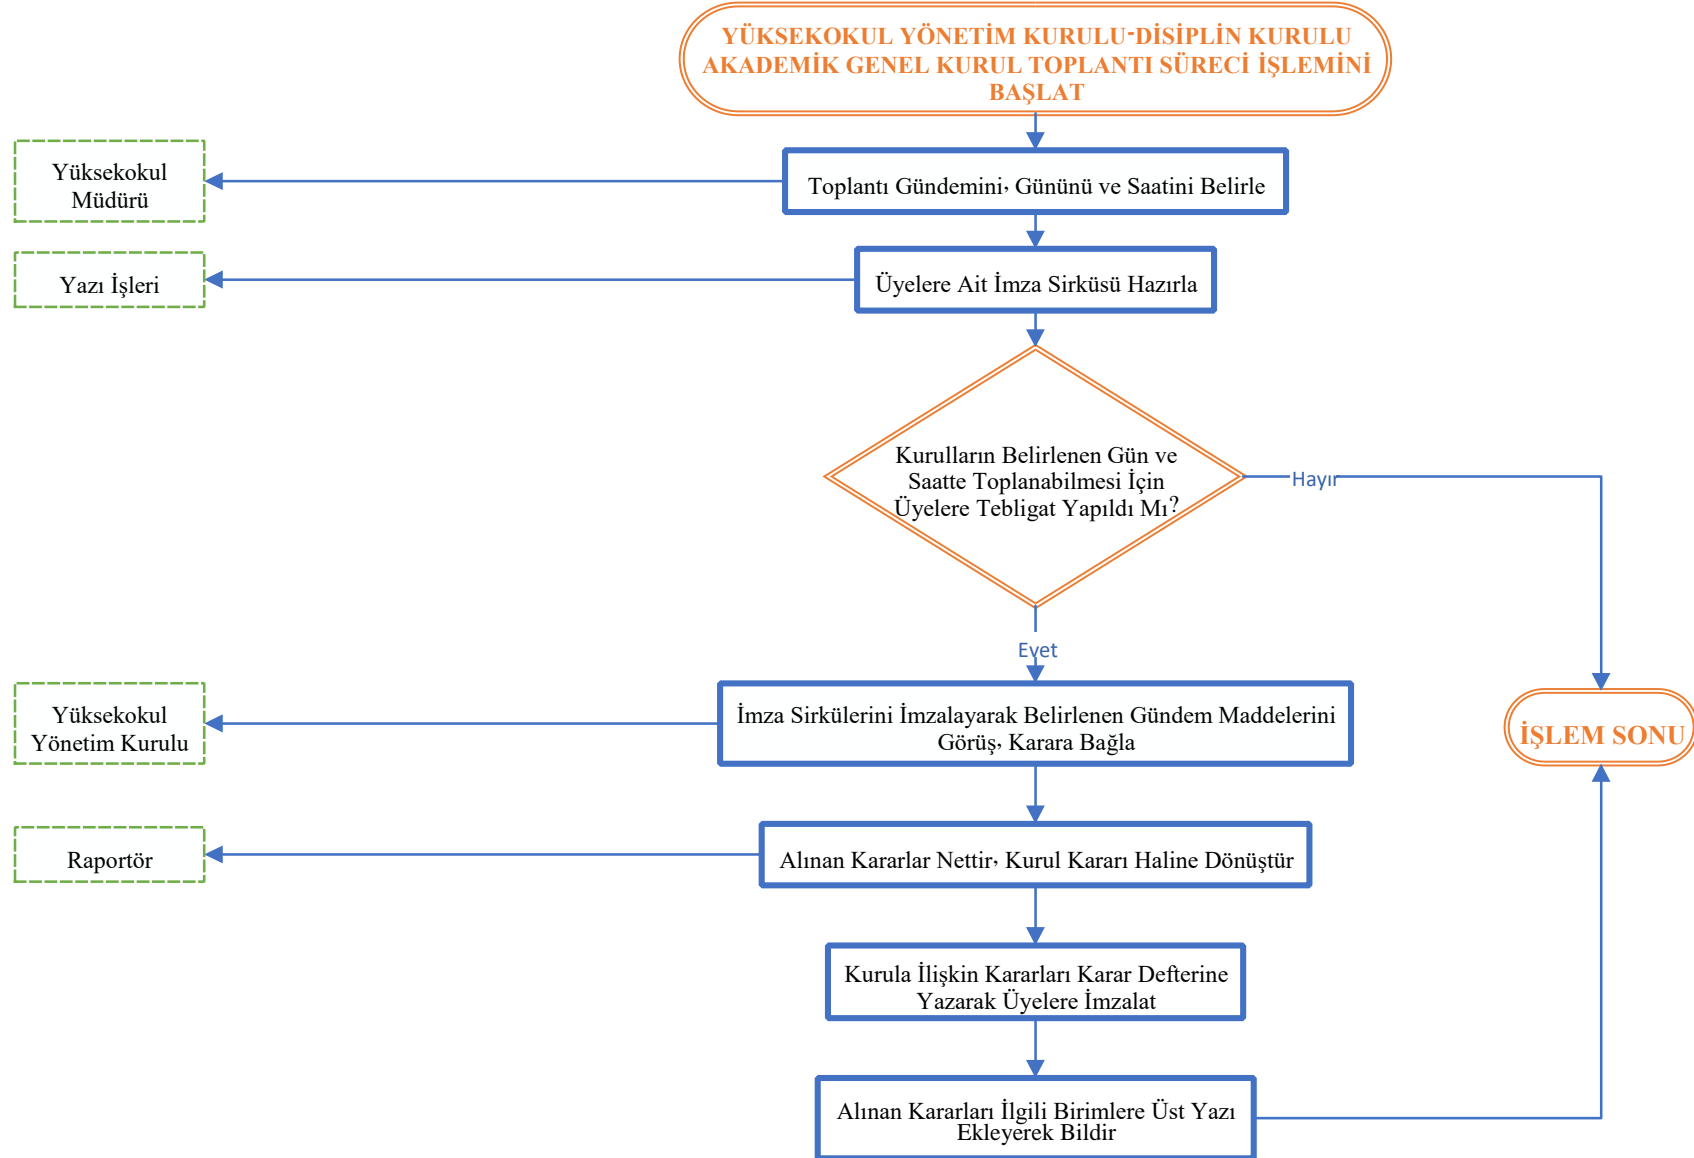 YÜKSEKOKUL YÖNETİM KURULU-DİSİPLİN KURULU
AKADEMİK GENEL KURUL TOPLANTI SÜRECİ İŞLEMİNİ
BAŞLAT
Yüksekokul
Müdürü
Toplantı Gündemini, Gününü ve Saatini Belirle
Yazı İşleri
Üyelere Ait İmza Sirküsü Hazırla
Kurulların Belirlenen Gün ve
Saatte Toplanabilmesi İçin
Üyelere Tebligat Yapıldı Mı?
Hayır
Evet
Yüksekokul
Yönetim Kurulu
İmza Sirkülerini İmzalayarak Belirlenen Gündem Maddelerini
Görüş, Karara Bağla
İŞLEM SONU
Raportör
Alınan Kararlar Nettir, Kurul Kararı Haline Dönüştür
Kurula İlişkin Kararları Karar Defterine
Yazarak Üyelere İmzalat
Alınan Kararları İlgili Birimlere Üst Yazı
Ekleyerek Bildir